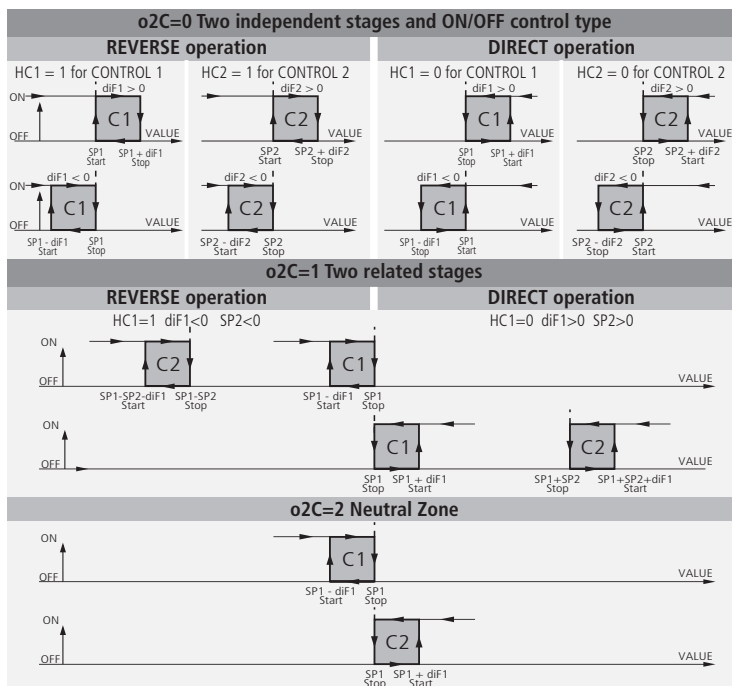 o2C=0 Two independent stages and ON/OFF control type
REVERSE operation
DIRECT operation
HC1 = 1 for CONTROL 1
HC2 = 1 for CONTROL 2
HC1 = 0 for CONTROL 1
HC2 = 0 for CONTROL 2
diF1 > 0
diF2 > 0
diF1 > 0
diF2 > 0
ON
C1
C2
C1
C2
OFF
VALUE
VALUE
VALUE
VALUE
SP1
Start
SP1 + diF1
Stop
SP2
Start
SP2 + diF2
Stop
SP1
Stop
SP1 + diF1
Start
SP2
Stop
SP2 + diF2
Start
diF1 < 0
diF2 < 0
diF1 < 0
diF2 < 0
ON
C1
C2
C1
C2
OFF
VALUE
VALUE
VALUE
VALUE
SP1 - diF1
Start
SP1
Stop
SP2 - diF2
Start
SP2
Stop
SP1 - diF1
Stop
SP1
Start
SP2 - diF2
Stop
SP2
Start
o2C=1 Two related stages
REVERSE operation
DIRECT operation
HC1=1 diF1<0 SP2<0
HC1=0 diF1>0 SP2>0
ON
C2
C1
OFF
VALUE
SP1-SP2-diF1
Start
SP1-SP2
Stop
SP1 - diF1
Start
SP1
Stop
ON
C1
C2
OFF
VALUE
SP1
Stop
SP1 + diF1
Start
SP1+SP2
Stop
SP1+SP2+diF1
Start
o2C=2 Neutral Zone
ON
C1
OFF
VALUE
SP1 - diF1
Start
SP1
Stop
ON
C2
OFF
VALUE
SP1
Stop
SP1 + diF1
Start